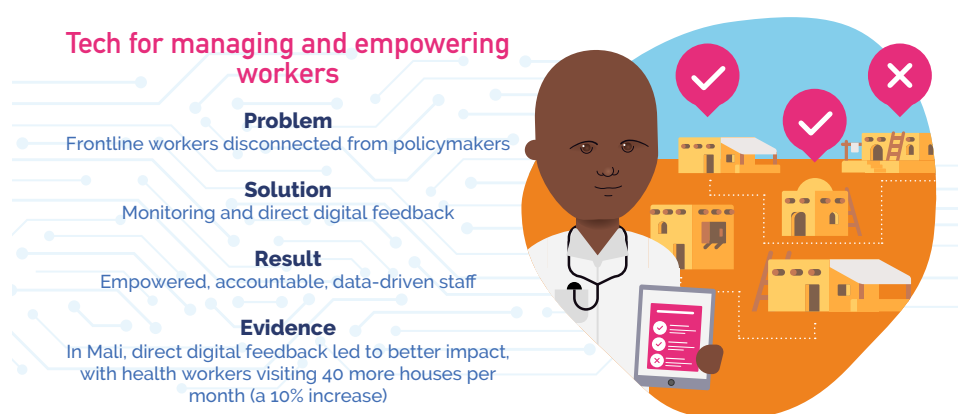 Tech for managing and empowering
workers
Problem
Frontline workers disconnected from policymakers
Solution
Monitoring and direct digital feedback
Result
Empowered, accountable, data-driven staff
Evidence
In Mali, direct digital feedback led to better impact,
with health workers visiting 40 more houses per
month (a 10% increase)